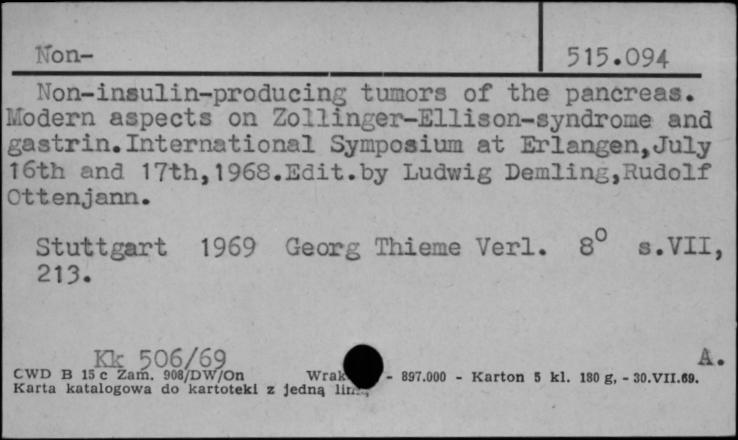 Non- 515.094
Non-insulin-producing tumors of the pancreas.
Modern aspects on Zollinger-Ellison-syndrome and
gastrin.International Symposium at Erlangen,July
16th and 17th,1968.Edit.by Ludwig Demling,Rudolf
Ottenjann.
Stuttgart 1969 Georg Thieme Verl. 8° s.VII,
213.
Kk 506/69 A.
CWD B 15 c Zam. 908/DW/On - 897.000 - Karton 5 kl. 180 g, - 30.VII.69.
Karta katalogowa do kartoteki z jedną